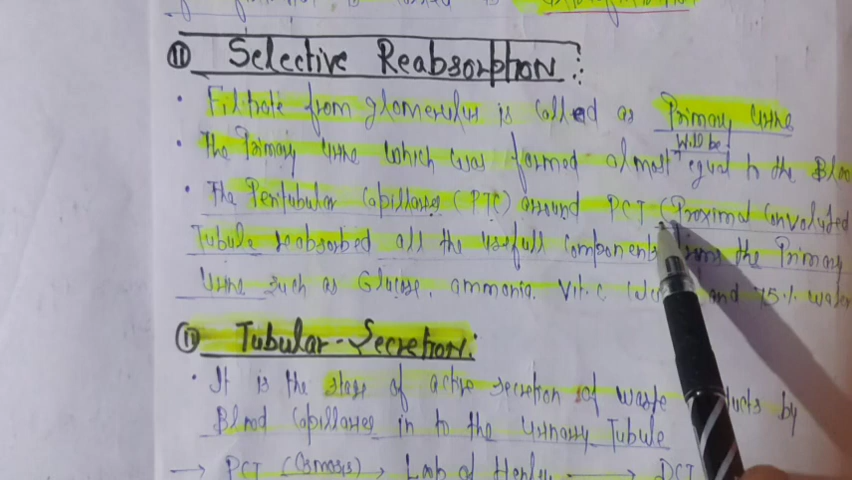 ⑪ Selective Reabsorption :
• Filtrate from glomerulus is called as Primary Urine
will be
• The Primary Urine which was formed almost equal to the Bloo
• The Peritubular Capillaries (PTC) around PCT (Proximal Convoluted
Tubule reabsorbed all the usefull Components from the Primary
Urine such as Glucose, ammonia. Vit. C and 75% water
⑪ Tubular - Secretion :
• It is the stage of active secretion of waste ducts by
Blood Capillaries in to the Urinary Tubule
→ PCT (Osmosis) → Loop of Henly → DCT